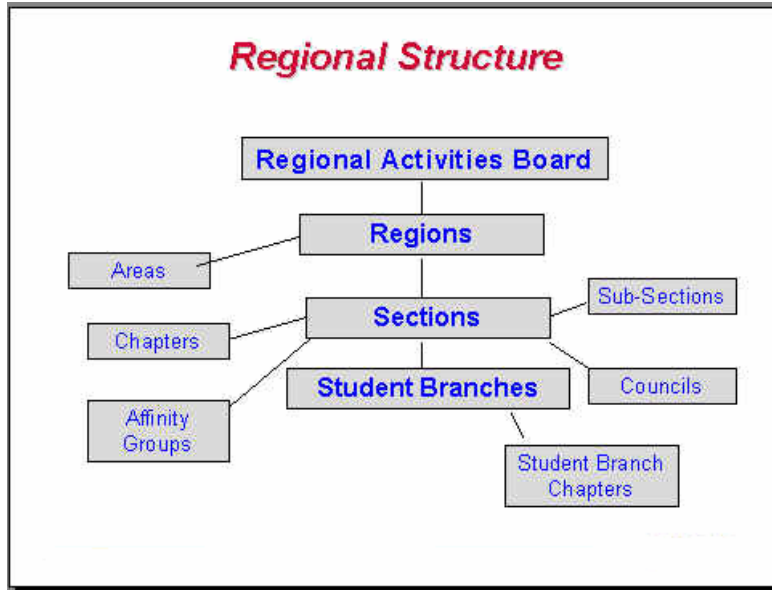 Regional Structure
Regional Activities Board
Regions
Areas
Sub-Sections
Sections
Chapters
Student Branches
Councils
Affinity
Groups
Student Branch
Chapters